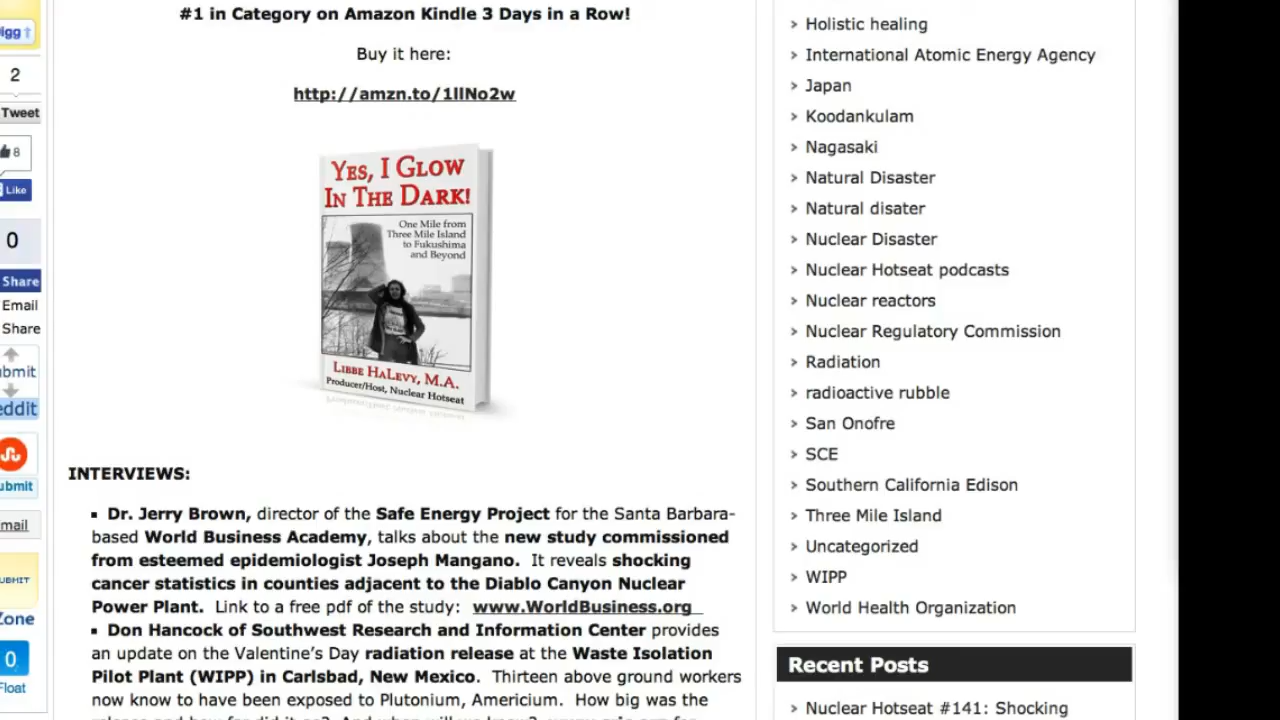 igg
2
Tweet
8
Like
0
Share
Email
Share
ubmit
eddit
ubmit
mail
UBMIT
Zone
0
Float
#1 in Category on Amazon Kindle 3 Days in a Row!
Buy it here:
http://amzn.to/1llNo2w
YES, I GLOW
IN THE DARK!
One Mile from
Three Mile Island
to Fukushima
and Beyond
LIBBE HALEVY, M.A.
Producer/Host, Nuclear Hotseat
INTERVIEWS:
Dr. Jerry Brown, director of the Safe Energy Project for the Santa Barbara-
based World Business Academy, talks about the new study commissioned
from esteemed epidemiologist Joseph Mangano. It reveals shocking
cancer statistics in counties adjacent to the Diablo Canyon Nuclear
Power Plant. Link to a free pdf of the study: www.WorldBusiness.org
Don Hancock of Southwest Research and Information Center provides
an update on the Valentine's Day radiation release at the Waste Isolation
Pilot Plant (WIPP) in Carlsbad, New Mexico. Thirteen above ground workers
now know to have been exposed to Plutonium, Americium. How big was the
Holistic healing
International Atomic Energy Agency
Japan
Koodankulam
Nagasaki
Natural Disaster
Natural disater
Nuclear Disaster
Nuclear Hotseat podcasts
Nuclear reactors
Nuclear Regulatory Commission
Radiation
radioactive rubble
San Onofre
SCE
Southern California Edison
Three Mile Island
Uncategorized
WIPP
World Health Organization
Recent Posts
Nuclear Hotseat #141: Shocking